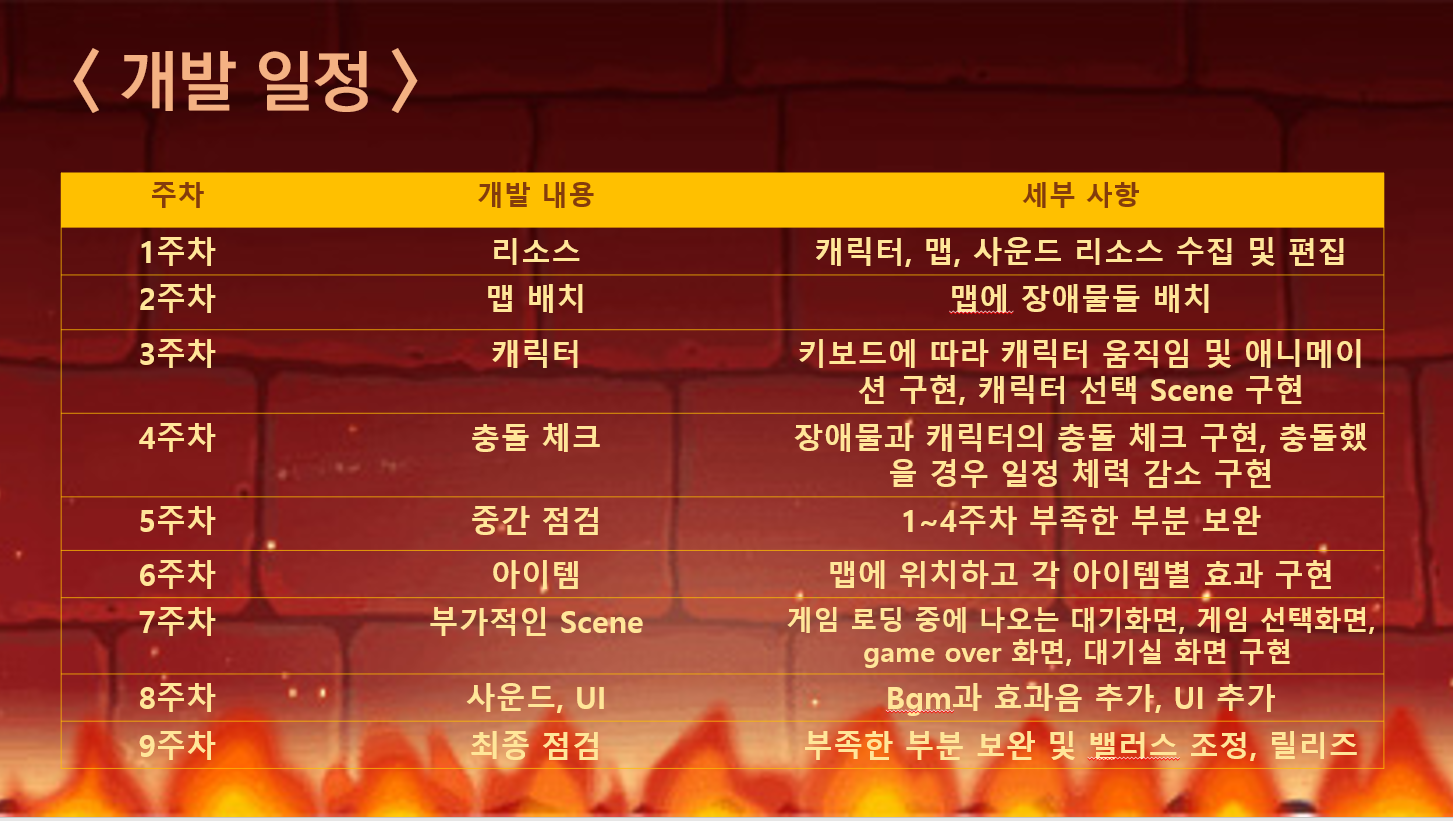 〈 개발 일정 〉
주차 개발 내용 세부 사항
1주차 리소스 캐릭터, 맵, 사운드 리소스 수집 및 편집
2주차 맵 배치 맵에 장애물들 배치
3주차 캐릭터 키보드에 따라 캐릭터 움직임 및 애니메이
션 구현, 캐릭터 선택 Scene 구현
4주차 충돌 체크 장애물과 캐릭터의 충돌 체크 구현, 충돌했
을 경우 일정 체력 감소 구현
5주차 중간 점검 1~4주차 부족한 부분 보완
6주차 아이템 맵에 위치하고 각 아이템별 효과 구현
7주차 부가적인 Scene 게임 로딩 중에 나오는 대기화면, 게임 선택화면,
game over 화면, 대기실 화면 구현
8주차 사운드, UI Bgm과 효과음 추가, UI 추가
9주차 최종 점검 부족한 부분 보완 및 밸러스 조정, 릴리즈